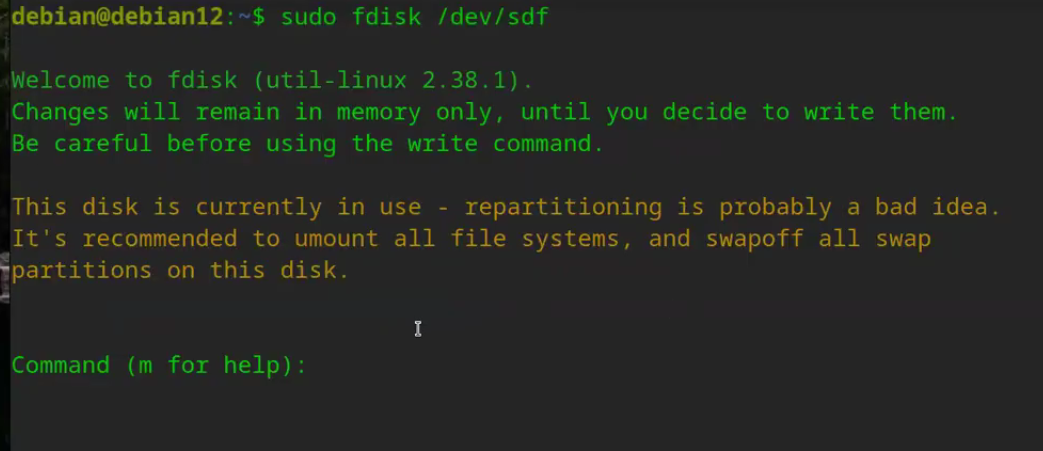 debian@debian12:~$ sudo fdisk /dev/sdf
Welcome to fdisk (util-linux 2.38.1).
Changes will remain in memory only, until you decide to write them.
Be careful before using the write command.
This disk is currently in use - repartitioning is probably a bad idea.
It's recommended to umount all file systems, and swapoff all swap
partitions on this disk.
Command (m for help):